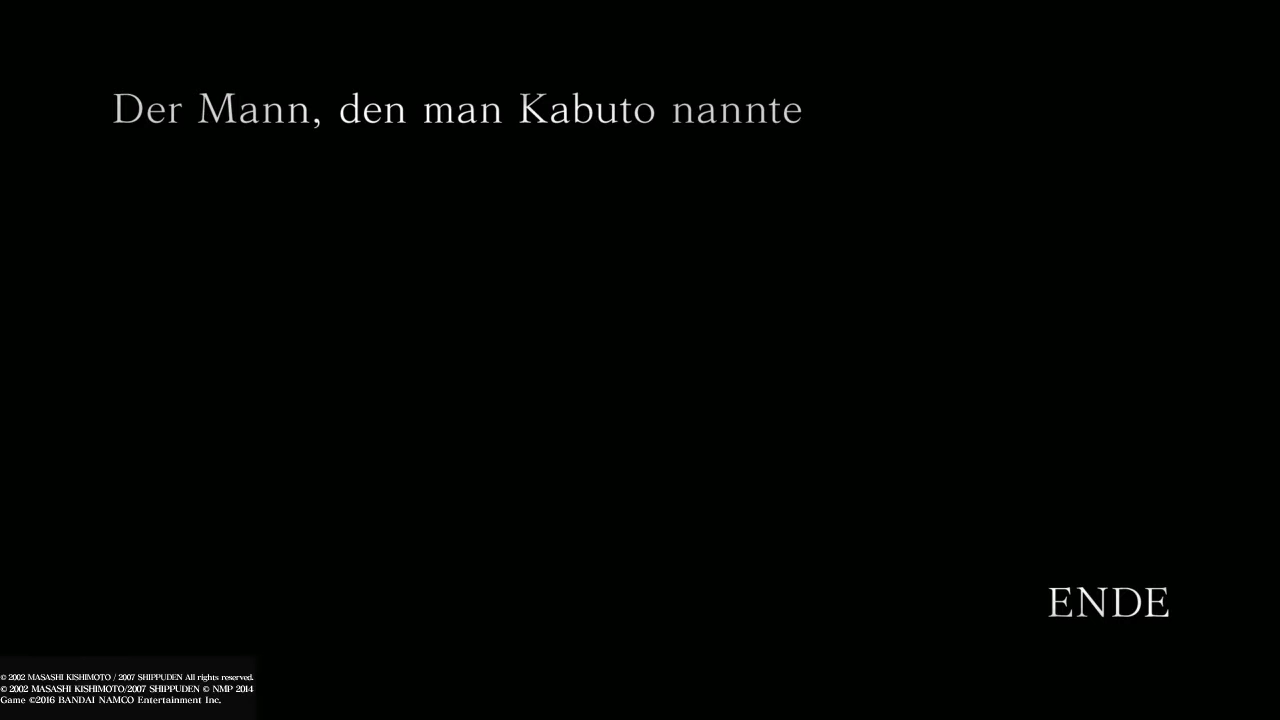 Der Mann, den man Kabuto nannte
ENDE
© 2002 MASASHI KISHIMOTO / 2007 SHIPPUDEN All rights reserved.
© 2002 MASASHI KISHIMOTO/2007 SHIPPUDEN © NMP 2014
Game ©2016 BANDAI NAMCO Entertainment Inc.